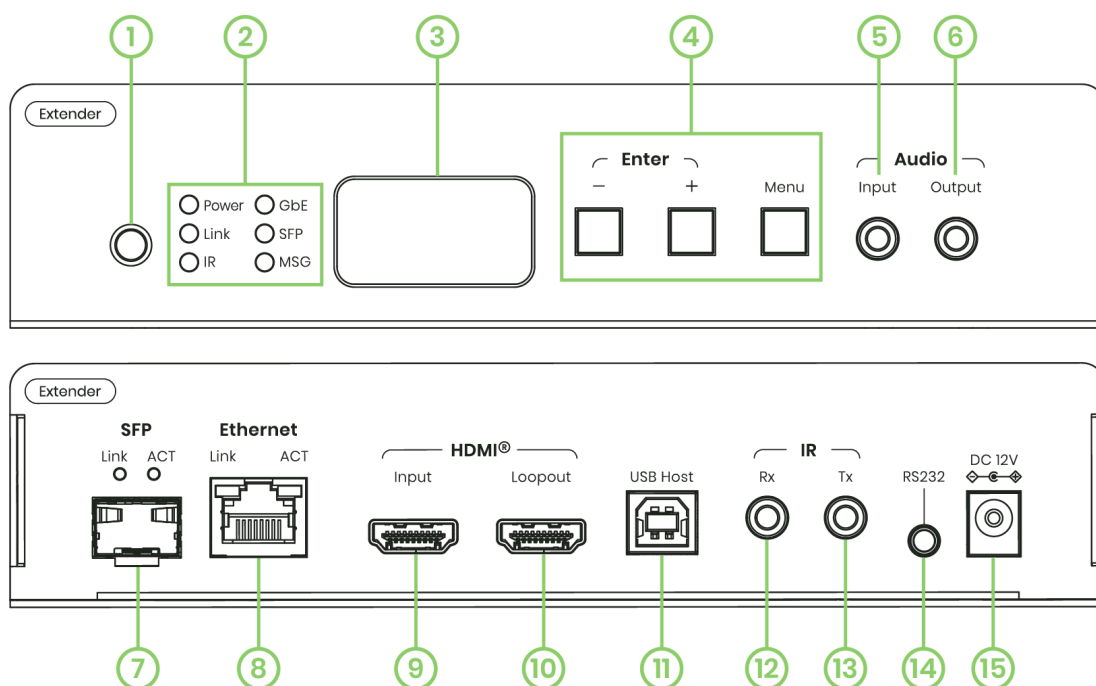 1 2 3 4 5 6
Extender
Enter Audio
− + Menu Input Output
Power GbE
Link SFP
IR MSG
Extender
SFP Ethernet HDMI® IR
Link ACT Link ACT Input Loopout USB Host Rx Tx RS232 DC 12V
7 8 9 10 11 12 13 14 15